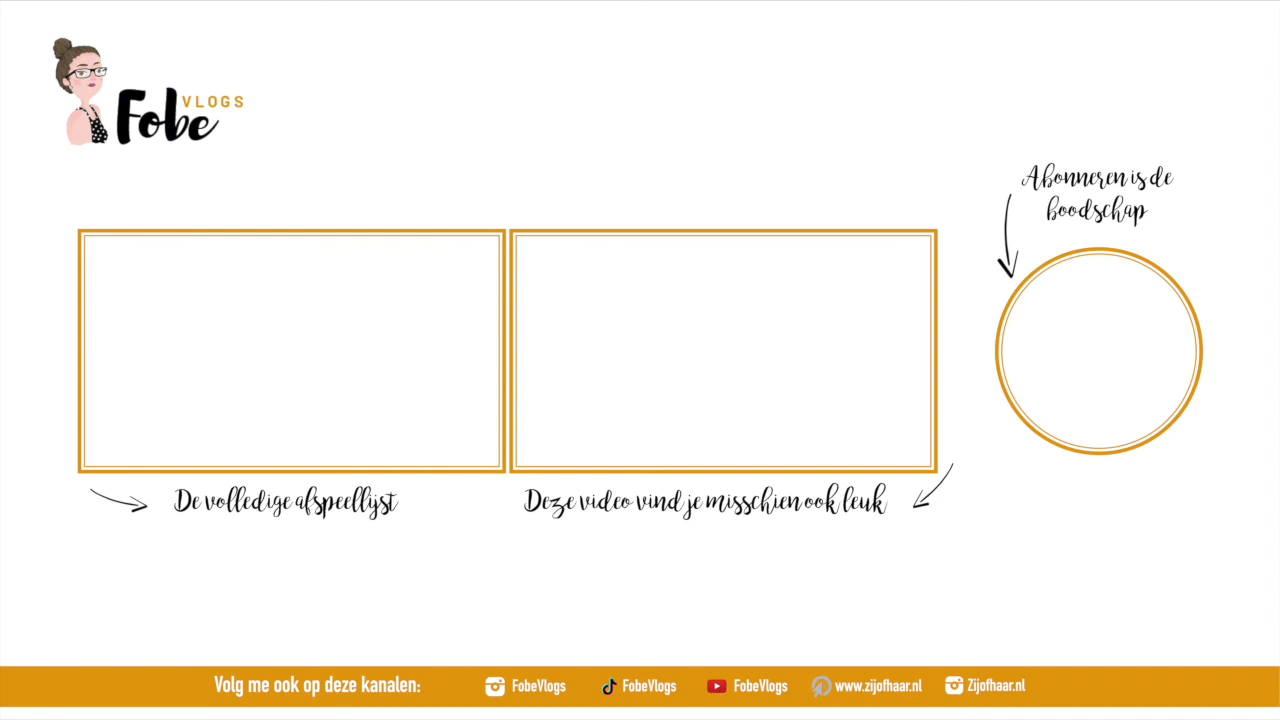 VLOGS
Fobe
Abonneren is de
boodschap
De volledige afspeellijst
Deze video vind je misschien ook leuk
Volg me ook op deze kanalen: FobeVlogs FobeVlogs FobeVlogs www.zijofhaar.nl Zijofhaar.nl